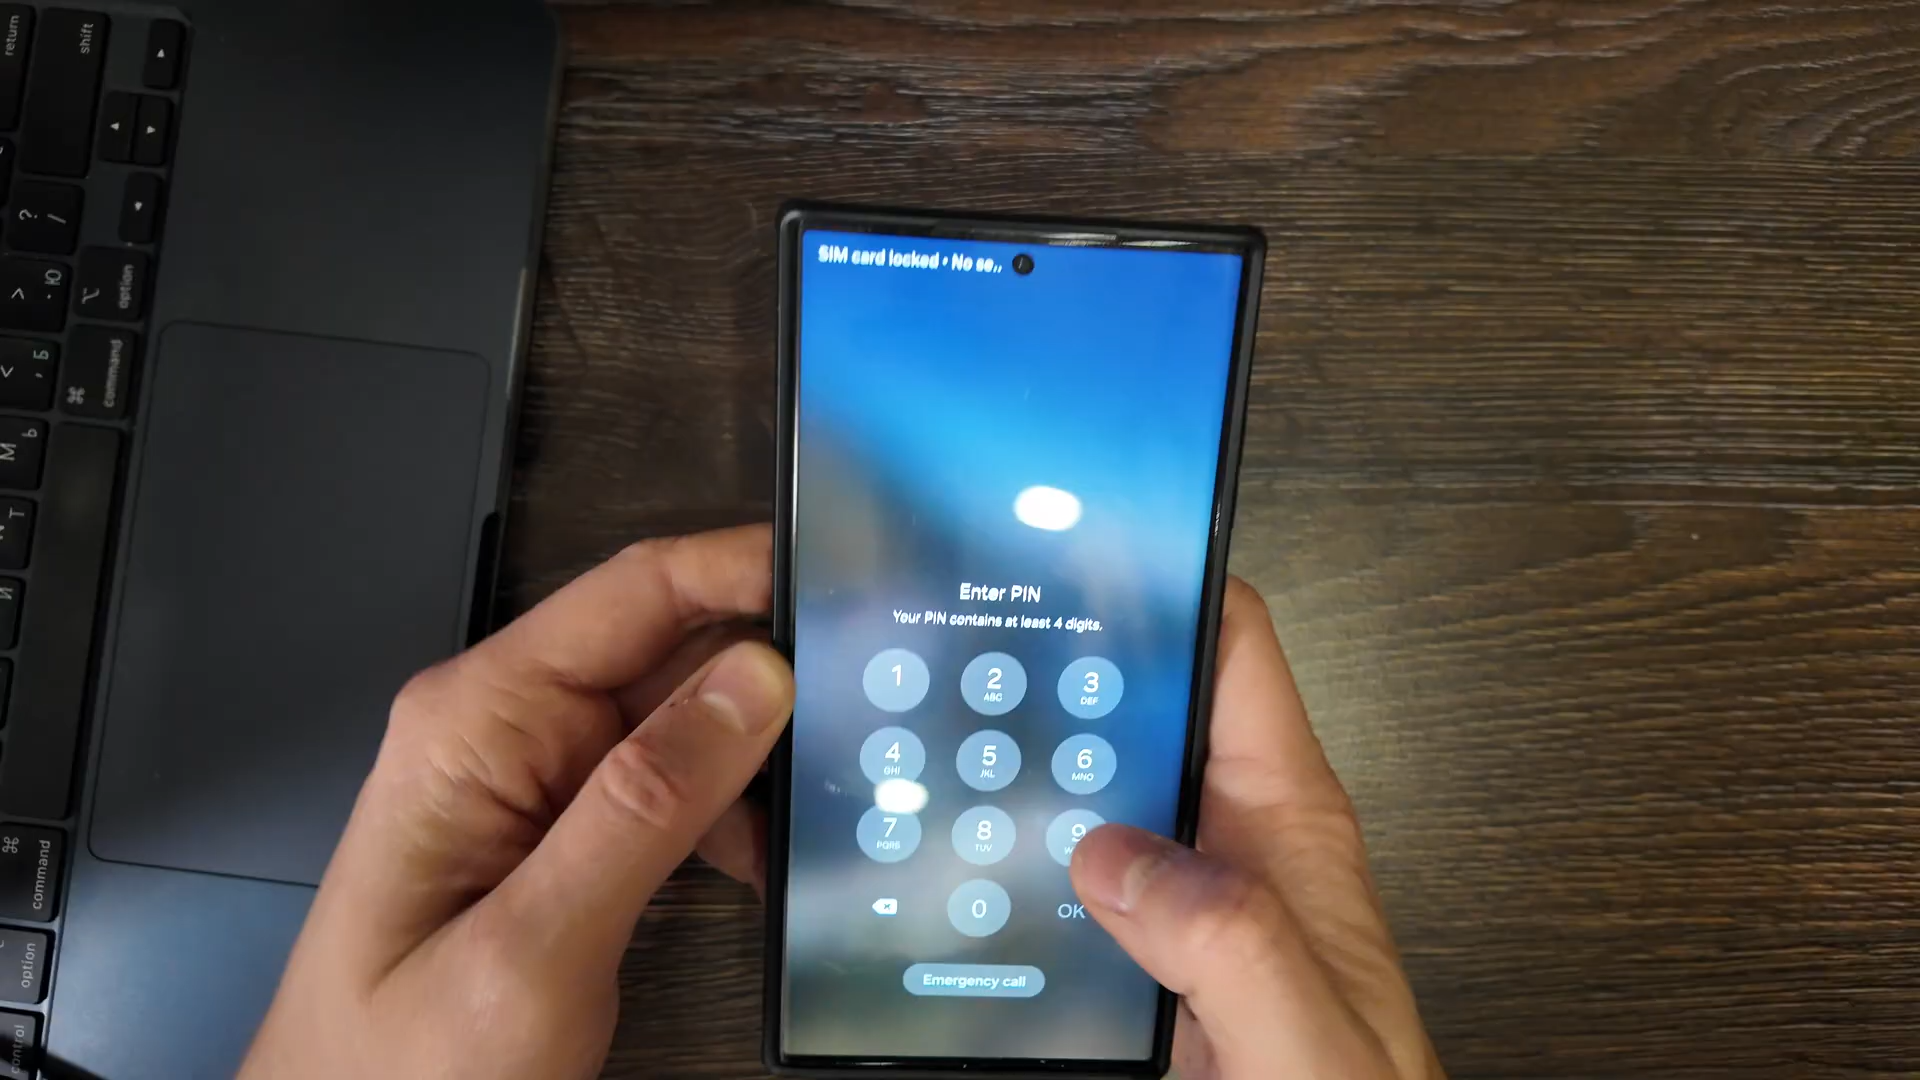 SIM card locked • No se..
Enter PIN
Your PIN contains at least 4 digits.
1
2
ABC
3
DEF
4
GHI
5
JKL
6
MNO
7
PQRS
8
TUV
9
0
OK
Emergency call
return
shift
? /
> . Ю
option
< , Б
command
М Ь
Т
И
command
option
control